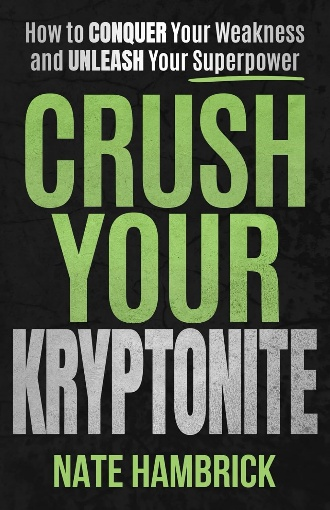 How to CONQUER Your Weakness
and UNLEASH Your Superpower
CRUSH
YOUR
KRYPTONITE
NATE HAMBRICK